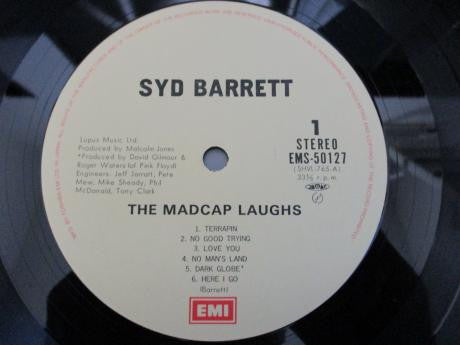 SYD BARRETT
Lupus Music Ltd.
Produced by Malcolm Jones
*Produced by David Gilmour &
Roger Waters(of Pink Floyd)
Engineers: Jeff Jarratt, Pete
Mew, Mike Sheady, Phil
McDonald, Tony Clark
1
STEREO
EMS-50127
(SHVL·765-A)
33⅓ r.p.m.
THE MADCAP LAUGHS
1. TERRAPIN
2. NO GOOD TRYING
3. LOVE YOU
4. NO MAN'S LAND
5. DARK GLOBE*
6. HERE I GO
(Barrett)
EMI